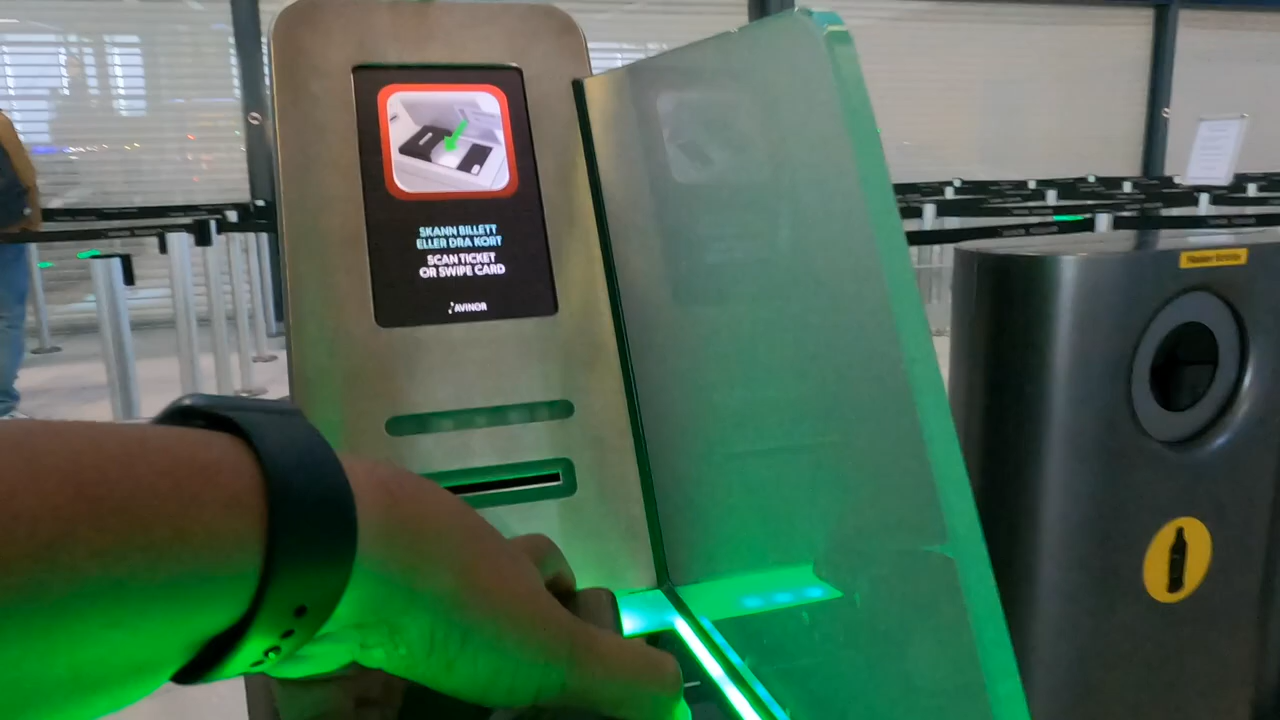 SKANN BILLETT
ELLER DRA KORT
SCAN TICKET
OR SWIPE CARD
AVINOR